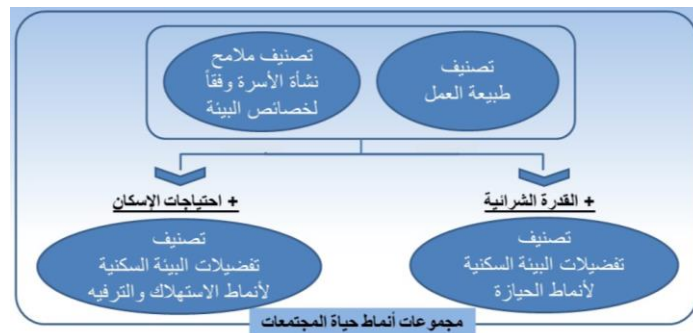 تصنيف
طبيعة العمل
تصنيف ملامح
نشأة الأسرة وفقاً
لخصائص البيئة
+ القدرة الشرائية
+ احتياجات الإسكان
تصنيف
تفضيلات البيئة السكنية
لأنماط الحيازة
تصنيف
تفضيلات البيئة السكنية
لأنماط الاستهلاك والترفيه
مجموعات أنماط حياة المجتمعات